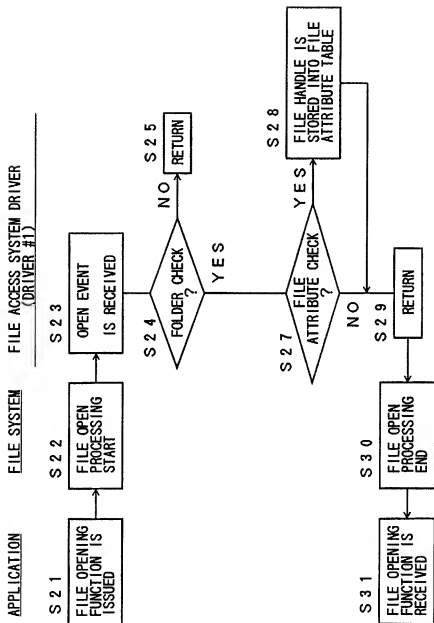 APPLICATION
FILE SYSTEM
FILE ACCESS SYSTEM DRIVER
(DRIVER #1)
S21
FILE OPENING
FUNCTION IS
ISSUED
S22
FILE OPEN
PROCESSING
START
S23
OPEN EVENT
IS RECEIVED
S24
FOLDER CHECK
?
NO
S25
RETURN
YES
S27
FILE
ATTRIBUTE CHECK
?
YES
S28
FILE HANDLE IS
STORED INTO FILE
ATTRIBUTE TABLE
NO
S29
RETURN
S30
FILE OPEN
PROCESSING
END
S31
FILE OPENING
FUNCTION IS
RECEIVED